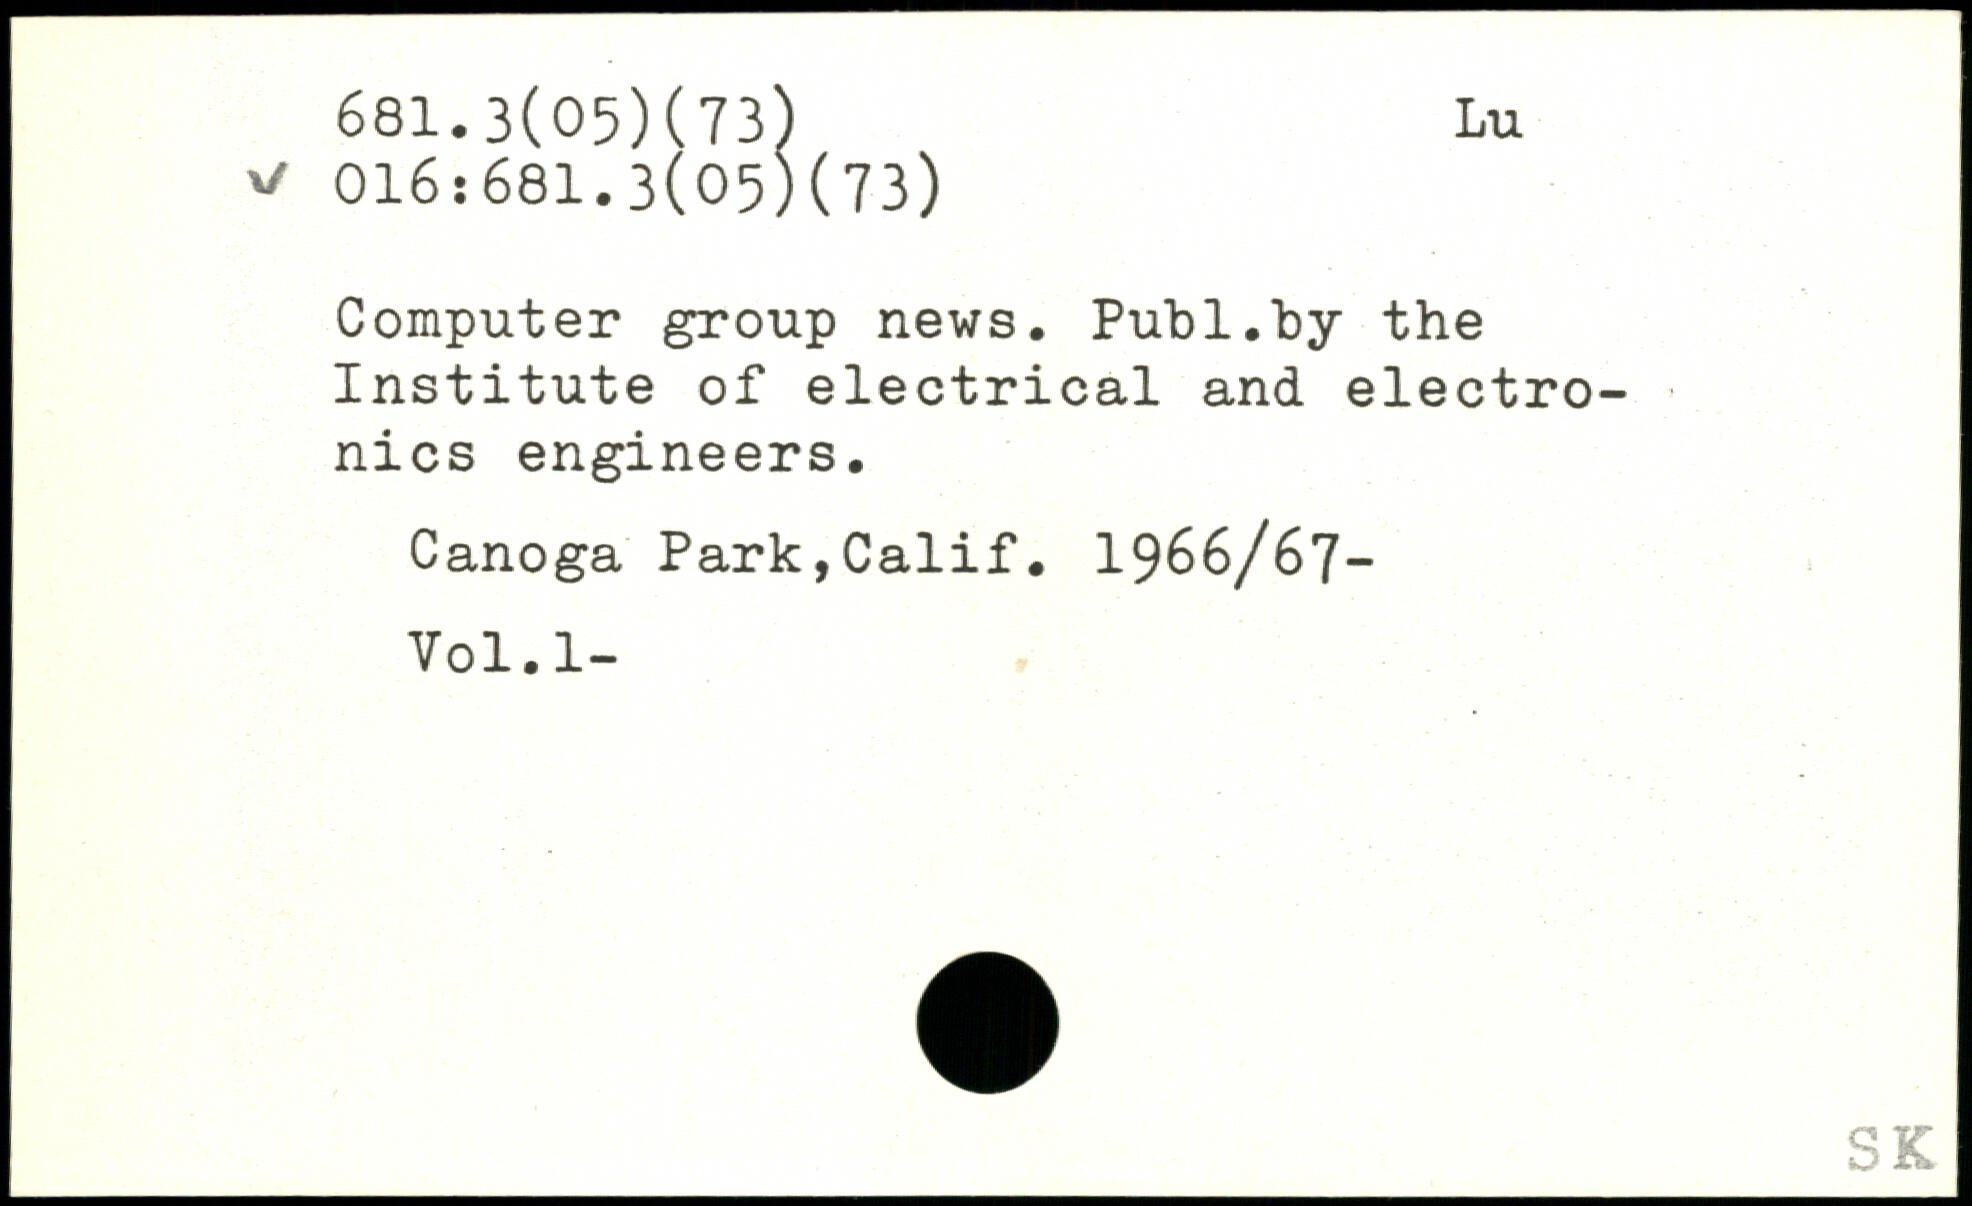 681.3(05)(73) Lu
✓ 016:681.3(05)(73)
Computer group news. Publ.by the
Institute of electrical and electro-
nics engineers.
Canoga Park,Calif. 1966/67-
Vol.1-
SK